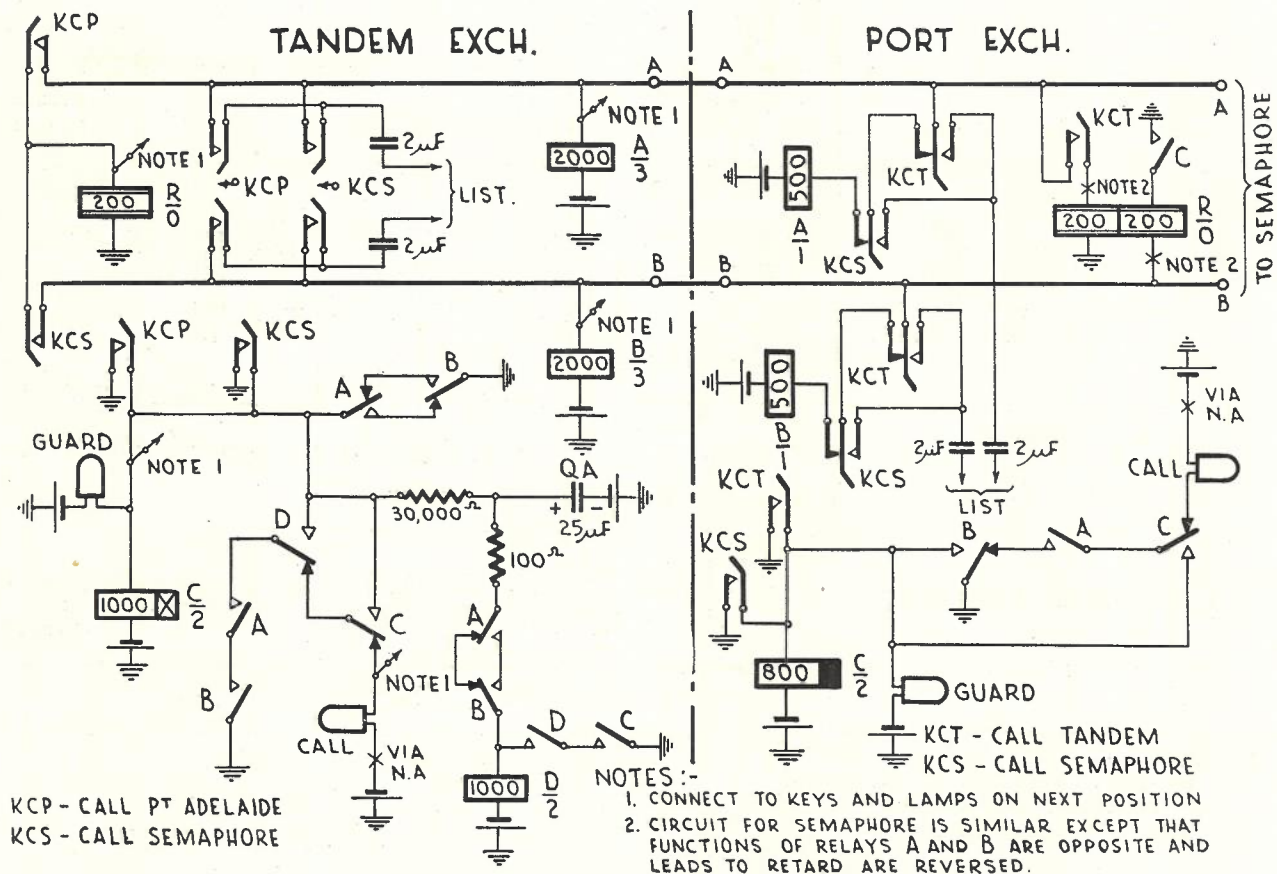 KCP
TANDEM EXCH.
PORT EXCH.
A
A
A
NOTE 1
200
R
0
KCP
KCS
2µF
LIST.
2µF
NOTE 1
2000
A
3
500
A
1
KCT
KCS
KCT
C
NOTE 2
200
200
R
0
NOTE 2
TO SEMAPHORE
B
B
B
KCS
KCP
KCS
A
B
NOTE 1
2000
B
3
500
B
1
KCT
KCS
2µF
2µF
LIST
VIA
N.A
CALL
GUARD
NOTE 1
D
30,000Ω
QA
+
-
25µF
100Ω
KCT
KCS
B
A
C
1000
C
2
A
B
C
NOTE 1
CALL
VIA
N.A
A
B
D
C
1000
D
2
800
C
2
GUARD
KCT - CALL TANDEM
KCS - CALL SEMAPHORE
KCP - CALL PT ADELAIDE
KCS - CALL SEMAPHORE
NOTES :-
1. CONNECT TO KEYS AND LAMPS ON NEXT POSITION
2. CIRCUIT FOR SEMAPHORE IS SIMILAR EXCEPT THAT
FUNCTIONS OF RELAYS A AND B ARE OPPOSITE AND
LEADS TO RETARD ARE REVERSED.